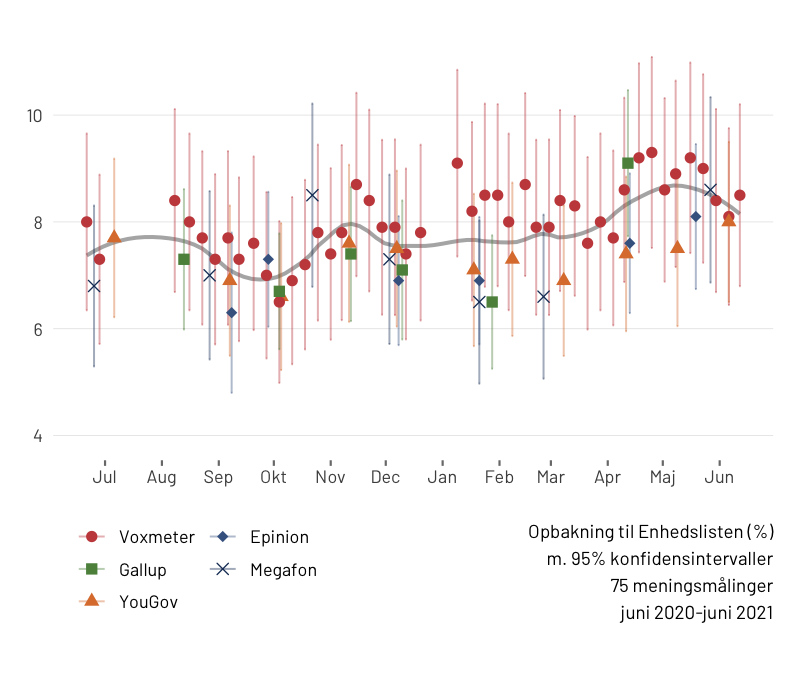 10
8
6
4
Jul Aug Sep Okt Nov Dec Jan Feb Mar Apr Maj Jun
Voxmeter Epinion
Gallup Megafon
YouGov
Opbakning til Enhedslisten (%)
m. 95% konfidensintervaller
75 meningsmålinger
juni 2020-juni 2021